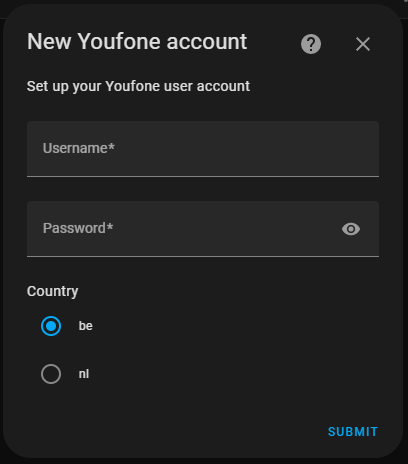 New Youfone account
Set up your Youfone user account
Username*
Password*
Country
be
nl
SUBMIT